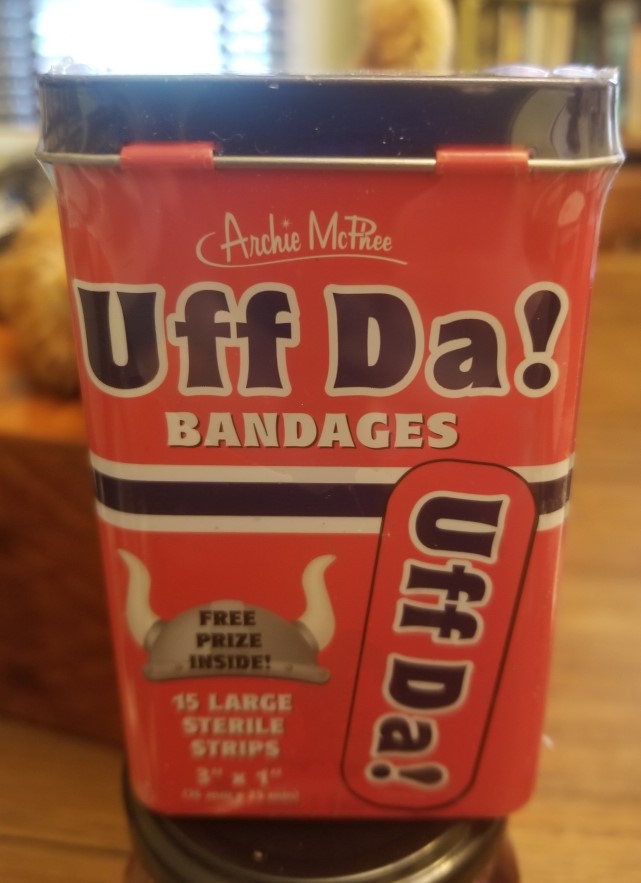 Archie McPhee
Uff Da!
BANDAGES
Uff Da!
FREE
PRIZE
INSIDE!
15 LARGE
STERILE
STRIPS
3" x 1"